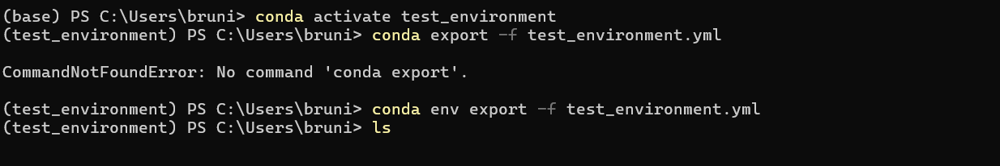 (base) PS C:\Users\bruni> conda activate test_environment
(test_environment) PS C:\Users\bruni> conda export -f test_environment.yml
CommandNotFoundError: No command 'conda export'.
(test_environment) PS C:\Users\bruni> conda env export -f test_environment.yml
(test_environment) PS C:\Users\bruni> ls